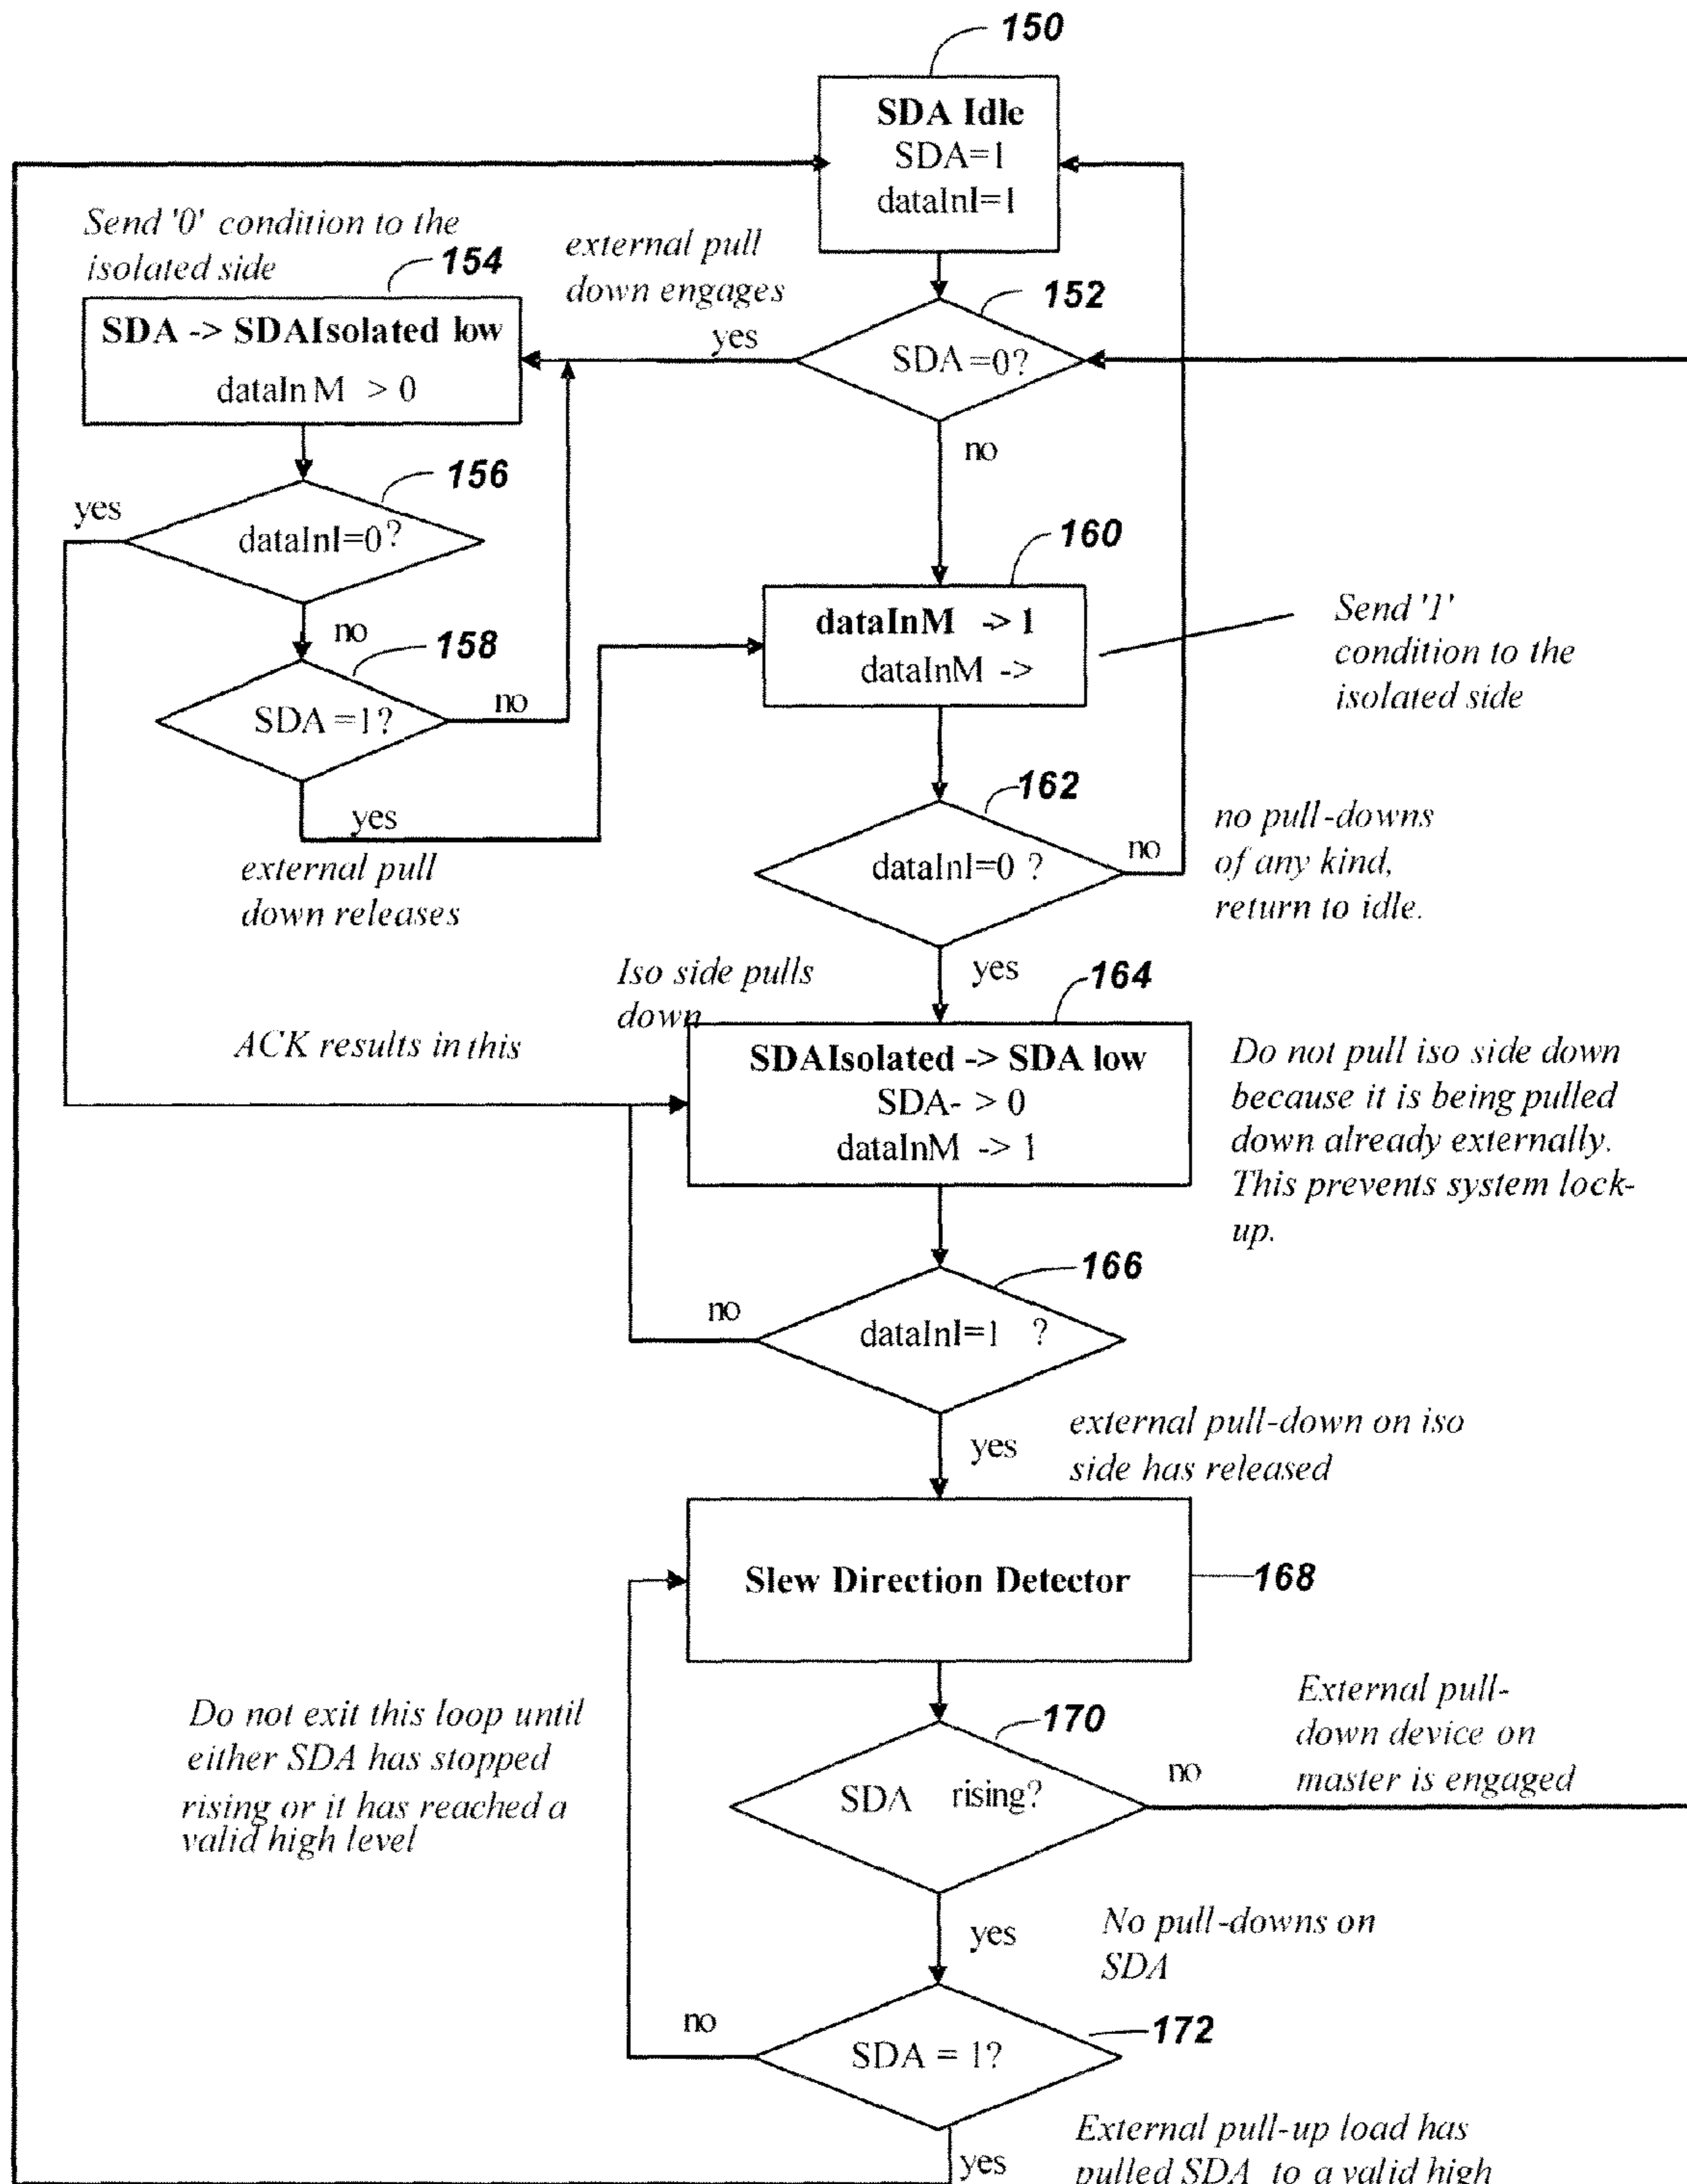 150
SDA Idle
SDA=1
dataInI=1
Send '0' condition to the
isolated side
154
external pull
down engages
152
SDA -> SDAIsolated low
dataIn M > 0
yes
SDA =0?
no
156
yes
dataInI=0?
160
no
158
dataInM -> 1
dataInM ->
Send '1'
condition to the
isolated side
SDA =1?
no
162
yes
external pull
down releases
dataInI=0 ?
no
no pull-downs
of any kind,
return to idle.
Iso side pulls
down
yes
164
ACK results in this
SDAIsolated -> SDA low
SDA- > 0
dataInM -> 1
Do not pull iso side down
because it is being pulled
down already externally.
This prevents system lock-
up.
166
no
dataInI=1 ?
yes
external pull-down on iso
side has released
Slew Direction Detector
168
Do not exit this loop until
either SDA has stopped
rising or it has reached a
valid high level
170
External pull-
down device on
master is engaged
SDA rising?
no
yes
No pull-downs on
SDA
no
172
SDA = 1?
yes
External pull-up load has
pulled SDA to a valid high